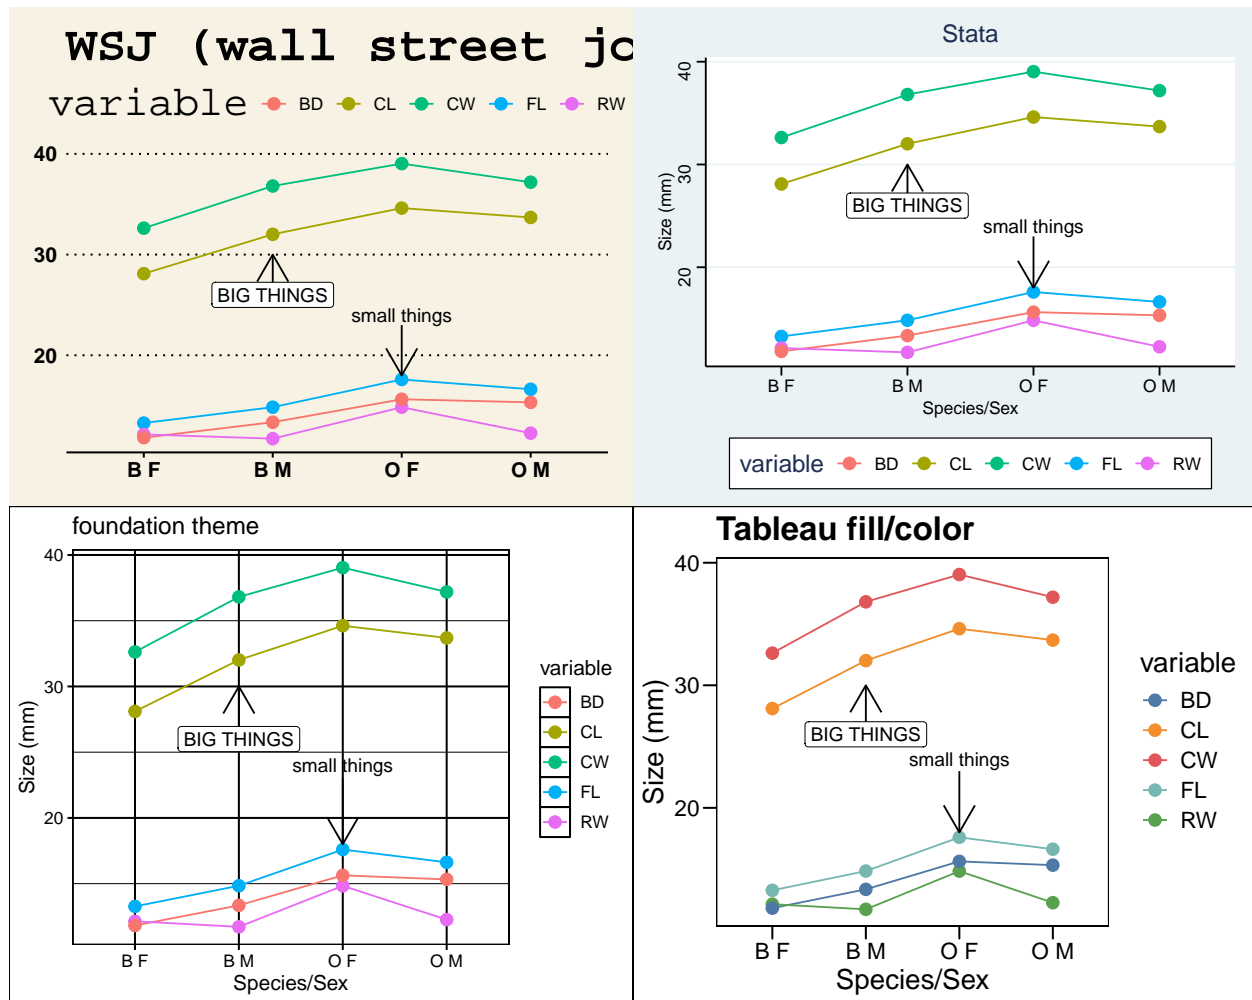 WSJ (wall street jo
variable BD CL CW FL RW
40
30
20
BIG THINGS
small things
B F B M O F O M
Stata
40
30
20
Size (mm)
BIG THINGS
small things
B F B M O F O M
Species/Sex
variable BD CL CW FL RW
foundation theme
40
30
20
Size (mm)
BIG THINGS
small things
B F B M O F O M
Species/Sex
variable
BD
CL
CW
FL
RW
Tableau fill/color
40
30
20
Size (mm)
BIG THINGS
small things
B F B M O F O M
Species/Sex
variable
BD
CL
CW
FL
RW